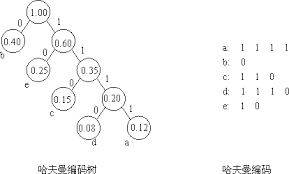 1.00
0 1
0.40 0.60
b 0 1
0.25 0.35
e 0 1
0.15 0.20
c 0 1
0.08 0.12
d a
哈夫曼编码树
a: 1 1 1 1
b: 0
c: 1 1 0
d: 1 1 1 0
e: 1 0
哈夫曼编码